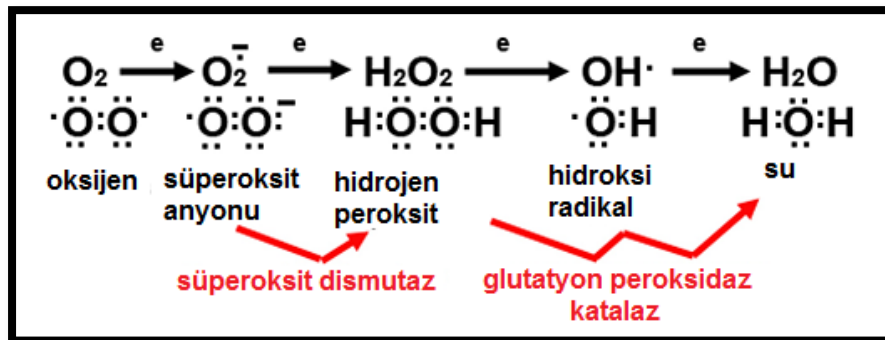 e e e e
O₂ O₂·⁻ H₂O₂ OH· H₂O
·Ö:Ö· ·Ö:Ö:⁻ H:Ö:Ö:H ·Ö:H H:Ö:H
oksijen süperoksit anyonu hidrojen peroksit hidroksi radikal su
süperoksit dismutaz
glutatyon peroksidaz
katalaz